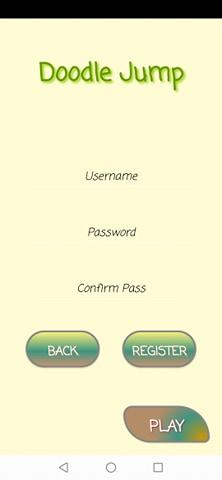 Doodle Jump
Username
Password
Confirm Pass
BACK REGISTER
PLAY